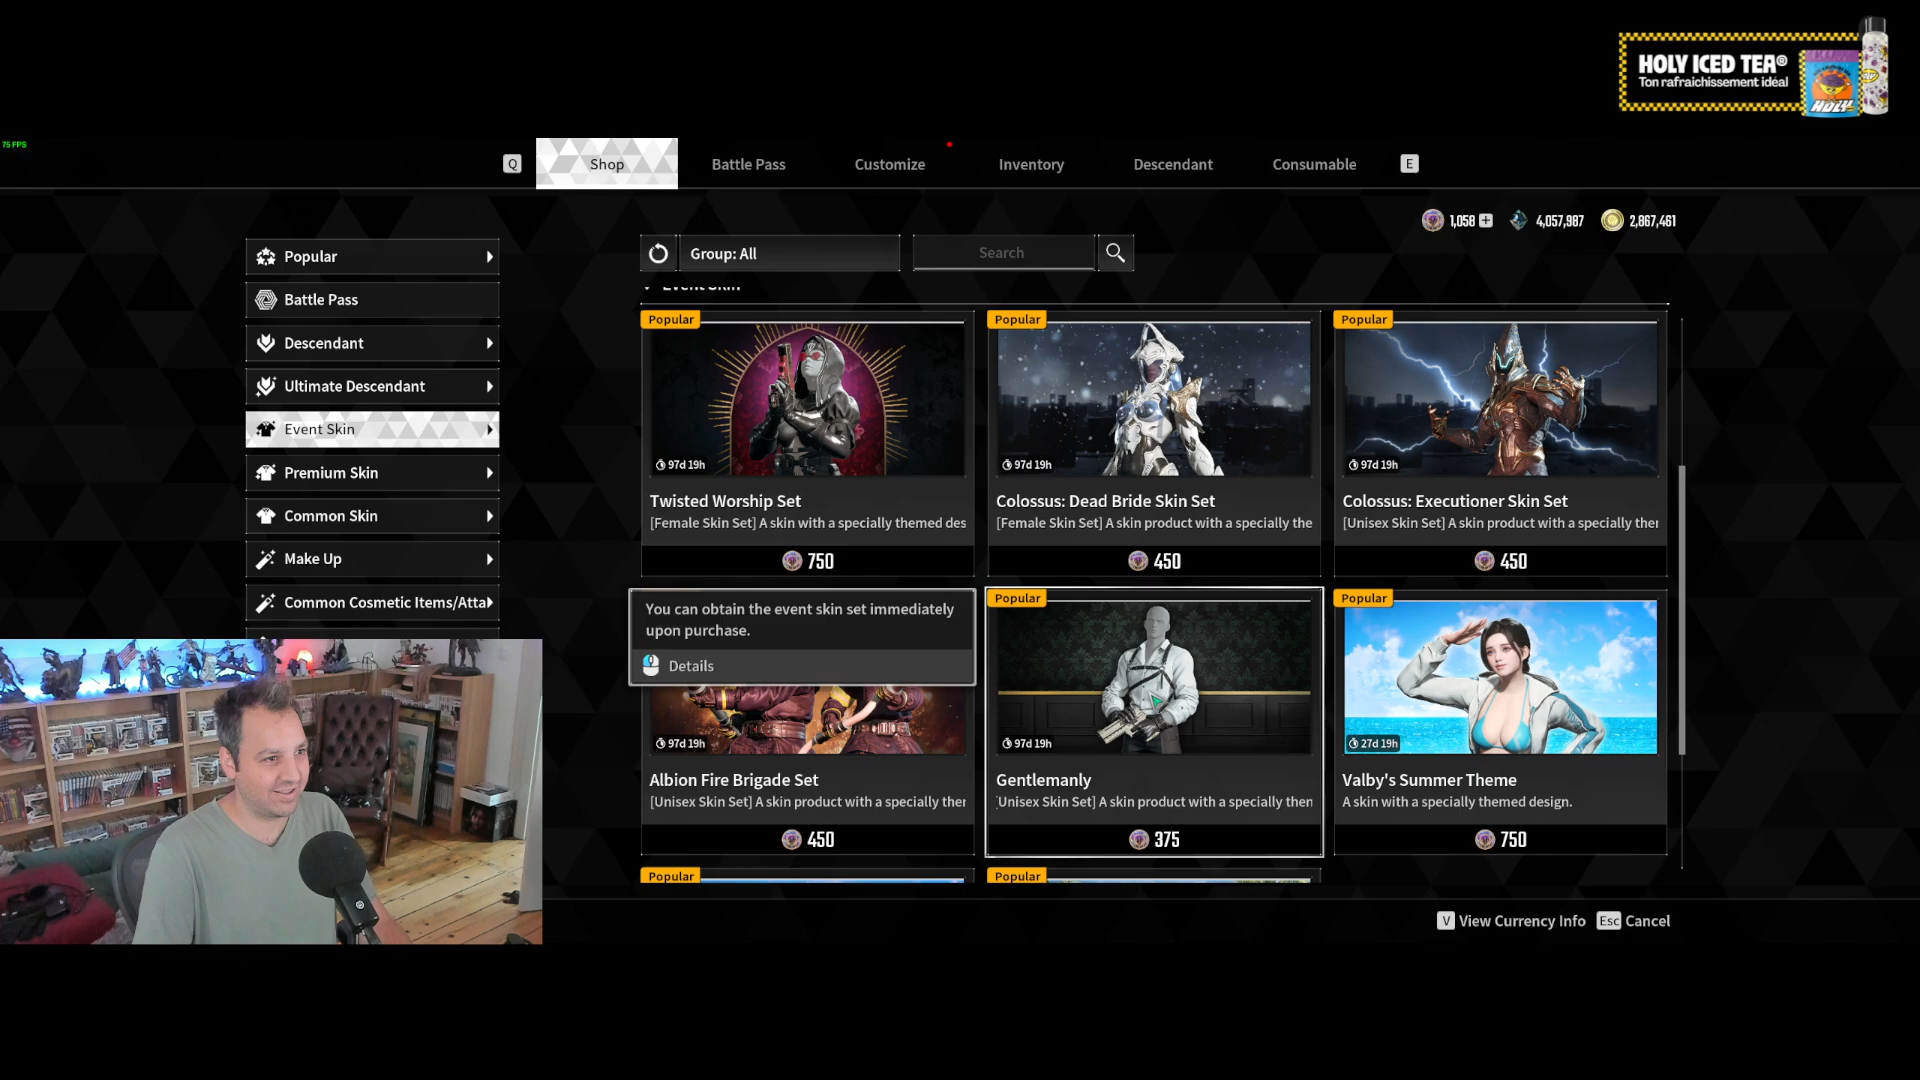 HOLY ICED TEA®
Ton rafraichissement idéal
HOLY
75 FPS
Q
Shop
Battle Pass
Customize
Inventory
Descendant
Consumable
E
1,058
4,057,987
2,867,461
Group: All
Search
Popular
Battle Pass
Descendant
Ultimate Descendant
Event Skin
Premium Skin
Common Skin
Make Up
Common Cosmetic Items/Atta
Event Skin
Popular
97d 19h
Twisted Worship Set
[Female Skin Set] A skin with a specially themed des
750
Popular
97d 19h
Colossus: Dead Bride Skin Set
[Female Skin Set] A skin product with a specially the
450
Popular
97d 19h
Colossus: Executioner Skin Set
[Unisex Skin Set] A skin product with a specially ther
450
You can obtain the event skin set immediately
upon purchase.
Details
97d 19h
Albion Fire Brigade Set
[Unisex Skin Set] A skin product with a specially ther
450
Popular
97d 19h
Gentlemanly
[Unisex Skin Set] A skin product with a specially then
375
Popular
27d 19h
Valby's Summer Theme
A skin with a specially themed design.
750
Popular
Popular
V View Currency Info
Esc Cancel